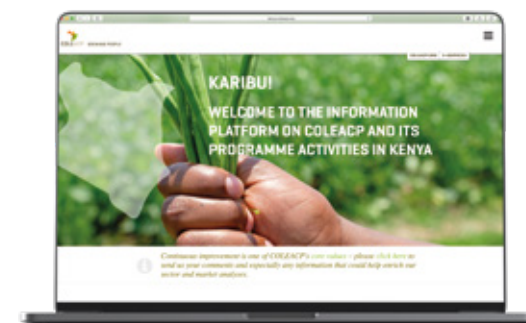 COLEACP
KARIBU!
WELCOME TO THE INFORMATION
PLATFORM ON COLEACP AND ITS
PROGRAMME ACTIVITIES IN KENYA
Continuous improvement is one of COLEACP's core values – please click here to
send us your comments and especially any information that could help enrich our
sector and market analyses.